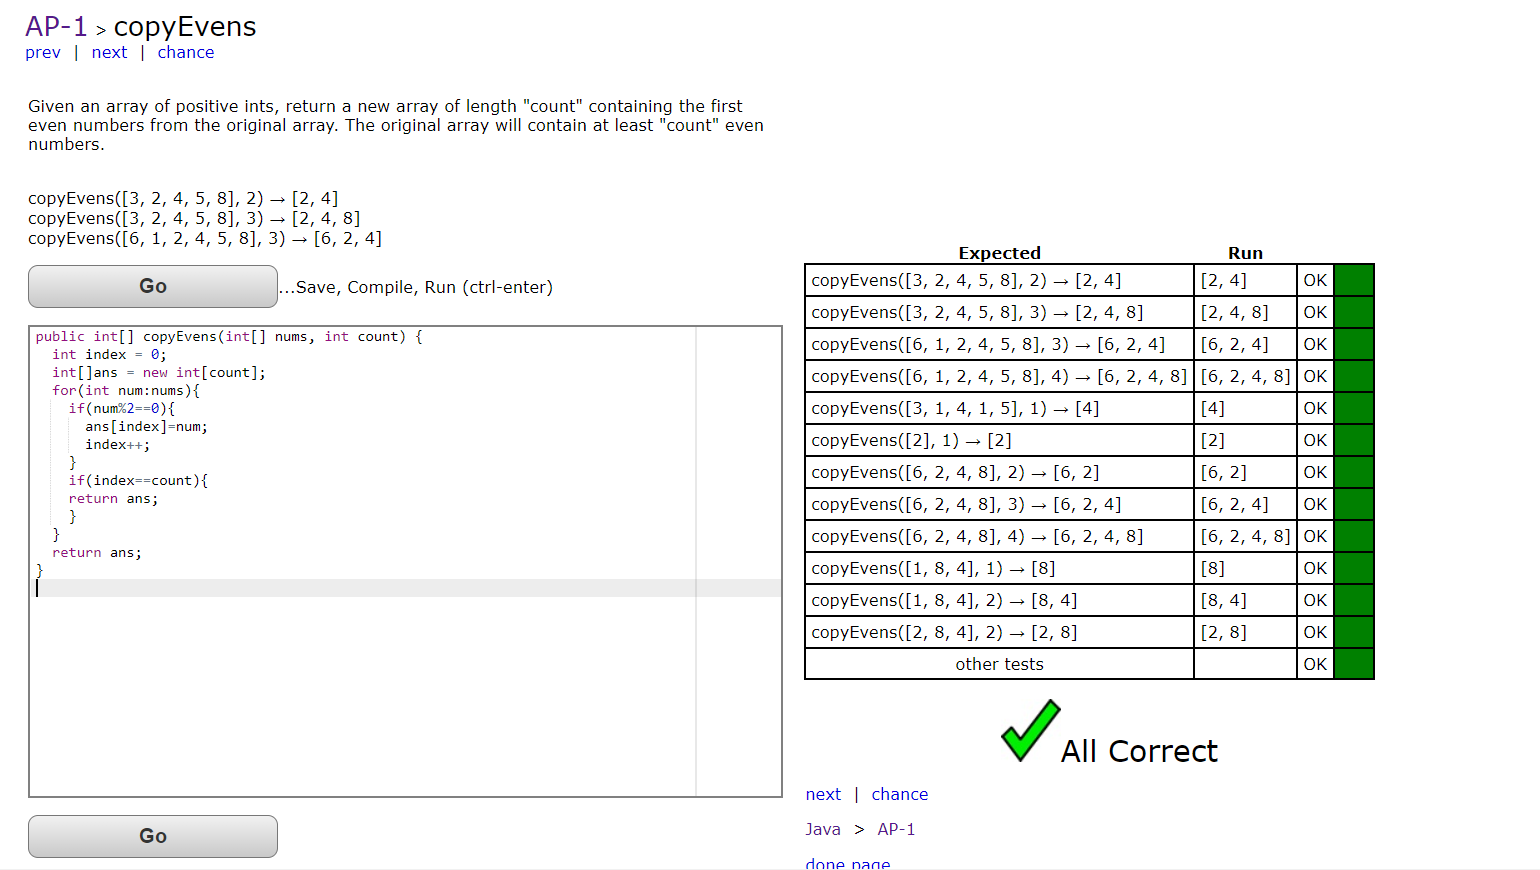 AP-1 > copyEvens
prev | next | chance
Given an array of positive ints, return a new array of length "count" containing the first
even numbers from the original array. The original array will contain at least "count" even
numbers.
copyEvens([3, 2, 4, 5, 8], 2) → [2, 4]
copyEvens([3, 2, 4, 5, 8], 3) → [2, 4, 8]
copyEvens([6, 1, 2, 4, 5, 8], 3) → [6, 2, 4]
Go
...Save, Compile, Run (ctrl-enter)
public int[] copyEvens(int[] nums, int count) {
  int index = 0;
  int[]ans = new int[count];
  for(int num:nums){
    if(num%2==0){
      ans[index]=num;
      index++;
    }
    if(index==count){
    return ans;
    }
  }
  return ans;
}
Go
Expected Run
copyEvens([3, 2, 4, 5, 8], 2) → [2, 4] [2, 4] OK
copyEvens([3, 2, 4, 5, 8], 3) → [2, 4, 8] [2, 4, 8] OK
copyEvens([6, 1, 2, 4, 5, 8], 3) → [6, 2, 4] [6, 2, 4] OK
copyEvens([6, 1, 2, 4, 5, 8], 4) → [6, 2, 4, 8] [6, 2, 4, 8] OK
copyEvens([3, 1, 4, 1, 5], 1) → [4] [4] OK
copyEvens([2], 1) → [2] [2] OK
copyEvens([6, 2, 4, 8], 2) → [6, 2] [6, 2] OK
copyEvens([6, 2, 4, 8], 3) → [6, 2, 4] [6, 2, 4] OK
copyEvens([6, 2, 4, 8], 4) → [6, 2, 4, 8] [6, 2, 4, 8] OK
copyEvens([1, 8, 4], 1) → [8] [8] OK
copyEvens([1, 8, 4], 2) → [8, 4] [8, 4] OK
copyEvens([2, 8, 4], 2) → [2, 8] [2, 8] OK
other tests OK
All Correct
next | chance
Java > AP-1
done page